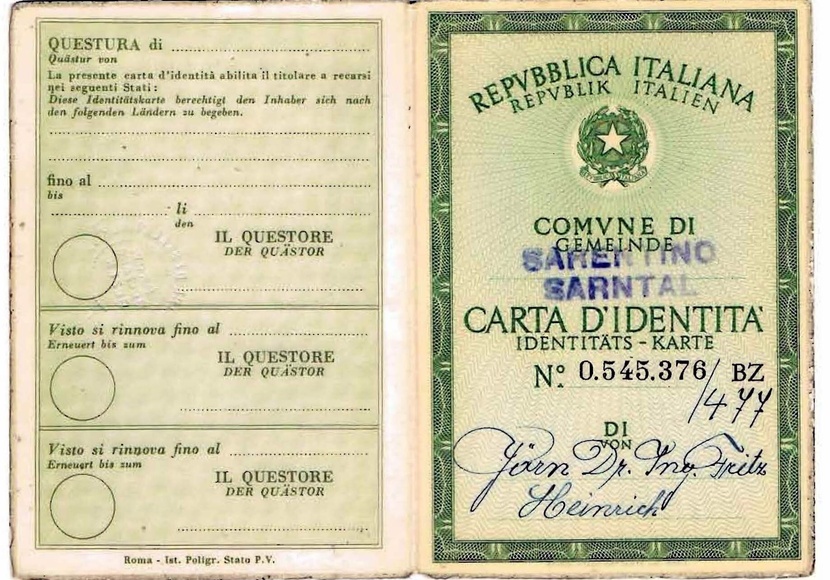 QUESTURA di
Quästur von
La presente carta d'identità abilita il titolare a recarsi
nei seguenti Stati:
Diese Identitätskarte berechtigt den Inhaber sich nach
den folgenden Ländern zu begeben.
fino al
bis
li
den
IL QUESTORE
DER QUÄSTOR
Visto si rinnova fino al
Erneuert bis zum
IL QUESTORE
DER QUÄSTOR
Visto si rinnova fino al
Erneuert bis zum
IL QUESTORE
DER QUÄSTOR
Roma - Ist. Poligr. Stato P.V.
REPVBBLICA ITALIANA
REPVBLIK ITALIEN
COMVNE DI
GEMEINDE
SARENTINO
SARNTAL
CARTA D'IDENTITA'
IDENTITÄTS - KARTE
Nº. 0.545.376/ BZ
/477
DI
VON
Jörn Dr. Ing. Fritz
Heinrich